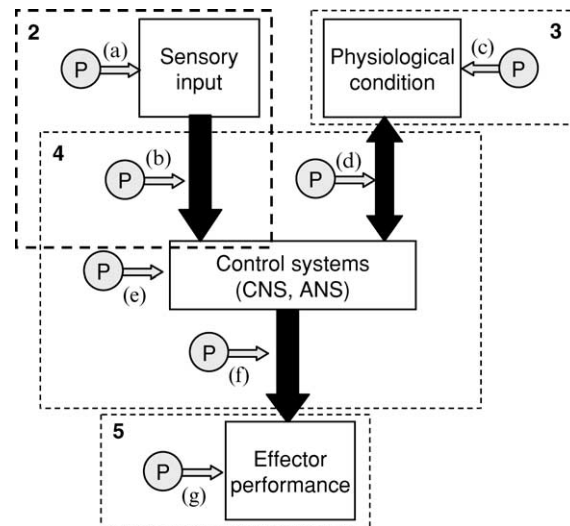 2
3
P
(a)
Sensory
input
Physiological
condition
(c)
P
4
P
(b)
P
(d)
P
(e)
Control systems
(CNS, ANS)
P
(f)
5
P
(g)
Effector
performance